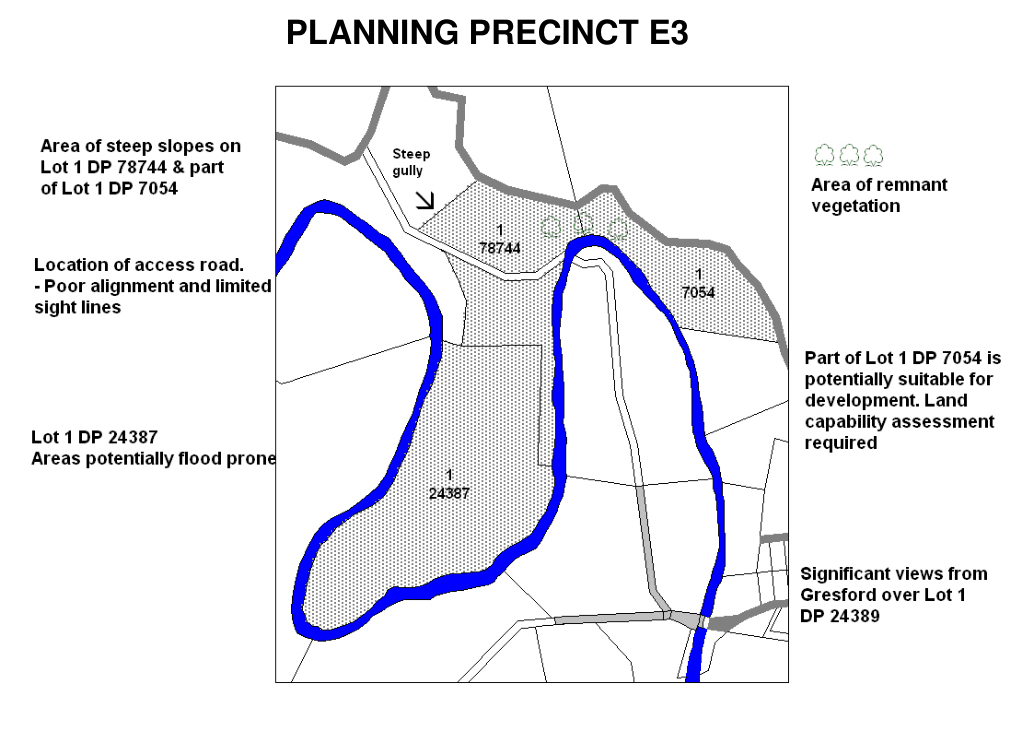 PLANNING PRECINCT E3
Area of steep slopes on
Lot 1 DP 78744 & part
of Lot 1 DP 7054
Location of access road.
- Poor alignment and limited
sight lines
Lot 1 DP 24387
Areas potentially flood prone
Steep
gully
1
78744
1
7054
1
24387
Area of remnant
vegetation
Part of Lot 1 DP 7054 is
potentially suitable for
development. Land
capability assessment
required
Significant views from
Gresford over Lot 1
DP 24389